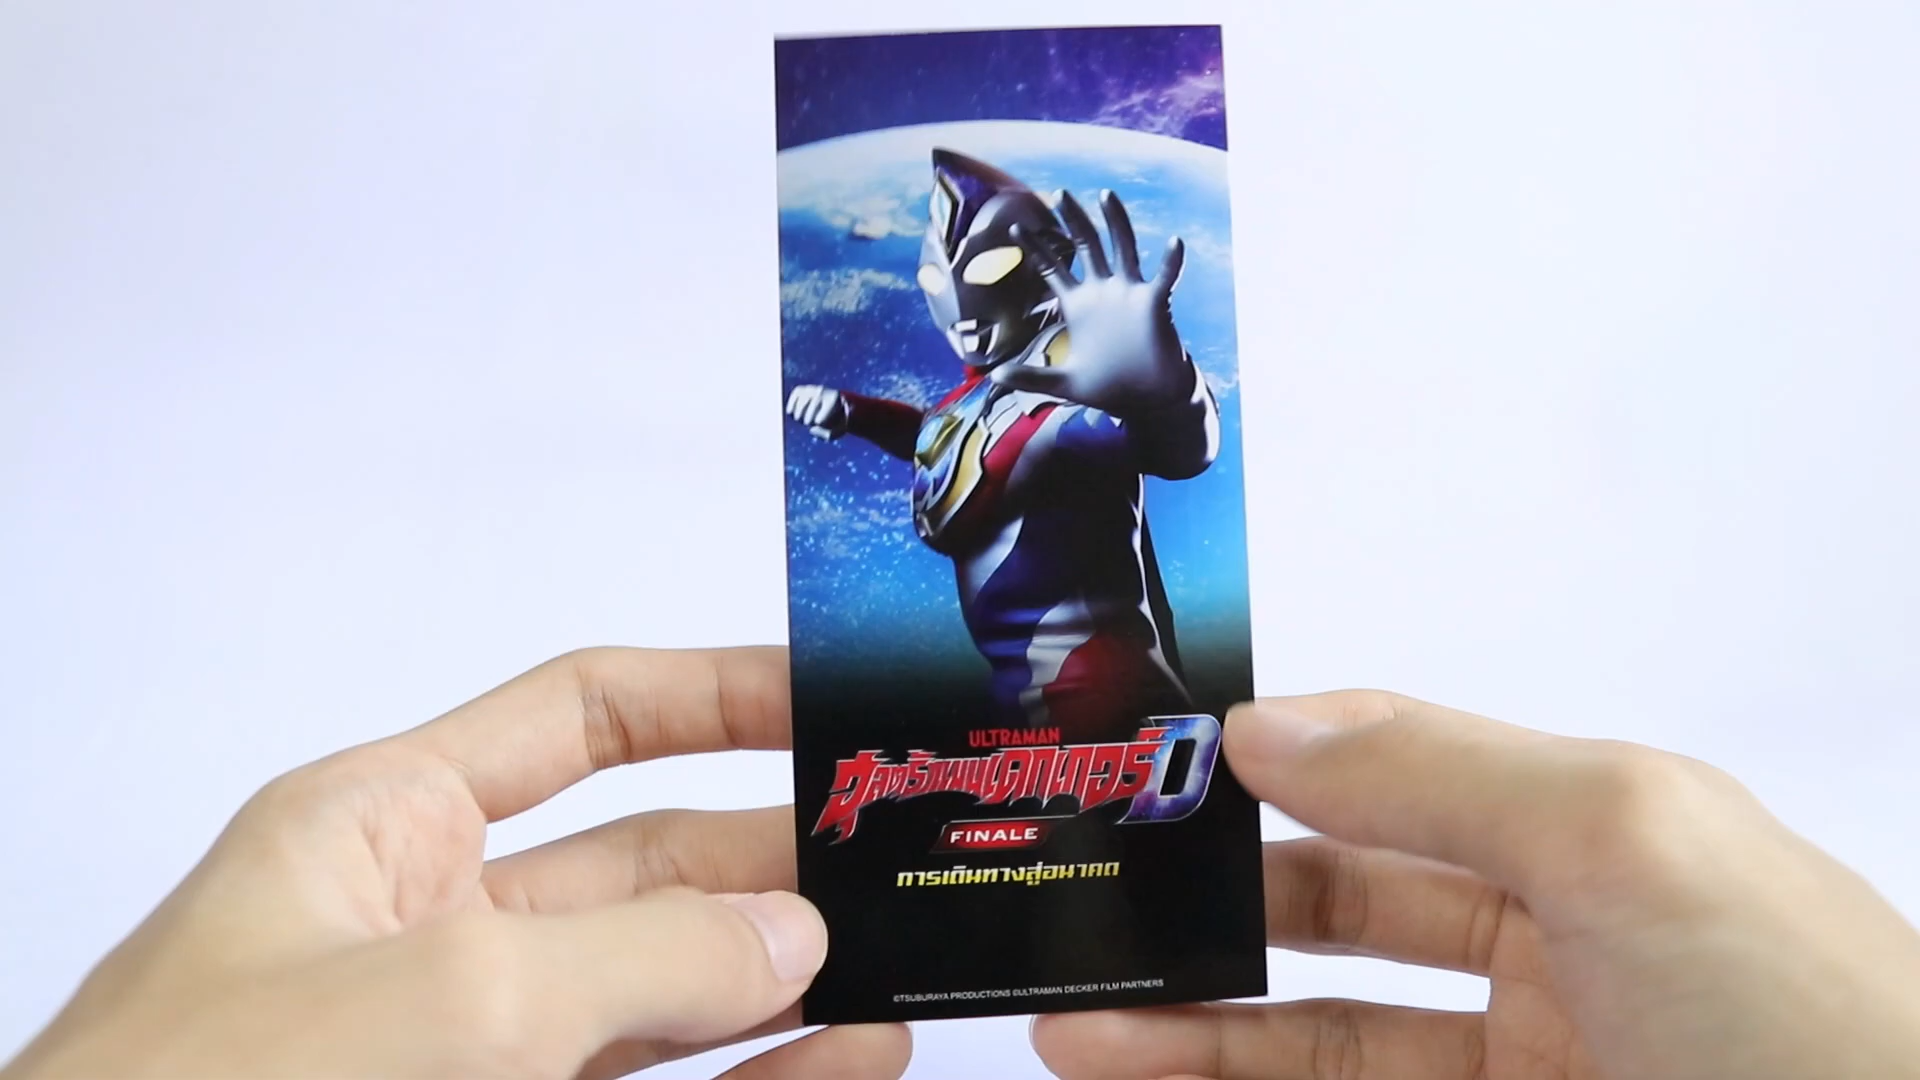 ULTRAMAN
อุลตร้าแมนเดคเกอร์ D
FINALE
การเดินทางสู่อนาคต
©TSUBURAYA PRODUCTIONS ©ULTRAMAN DECKER FILM PARTNERS